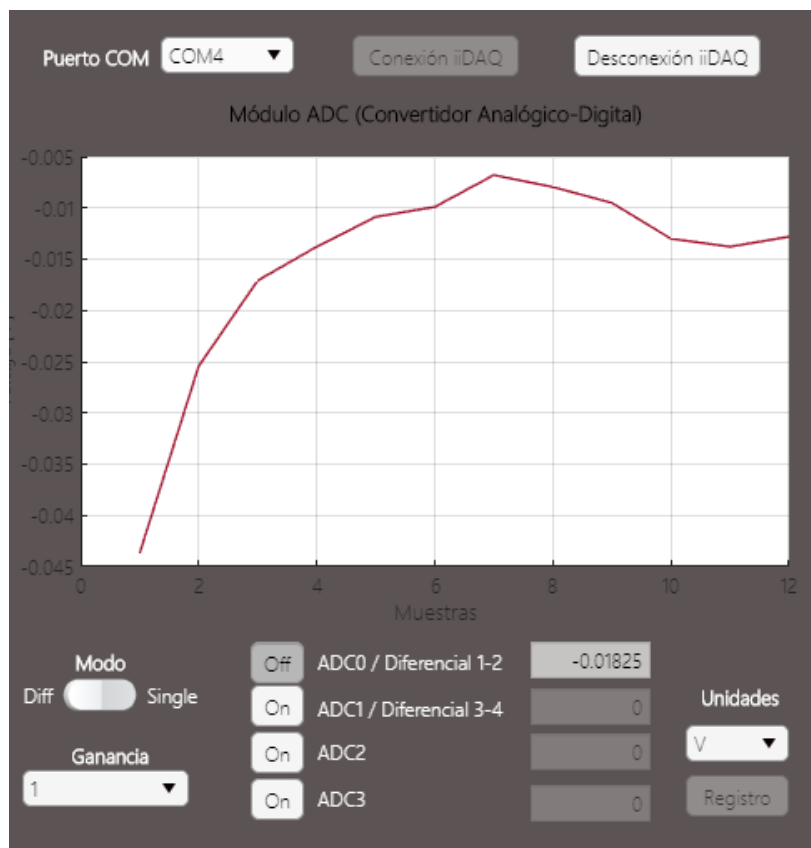 Puerto COM COM4 Conexión iiDAQ Desconexión iiDAQ
Módulo ADC (Convertidor Analógico-Digital)
-0.005
-0.01
-0.015
-0.02
-0.025
-0.03
-0.035
-0.04
-0.045
0 2 4 6 8 10 12
Muestras
Modo
Diff Single
Ganancia
1
Off ADC0 / Diferencial 1-2 -0.01825
On ADC1 / Diferencial 3-4 0
On ADC2 0
On ADC3 0
Unidades
V
Registro